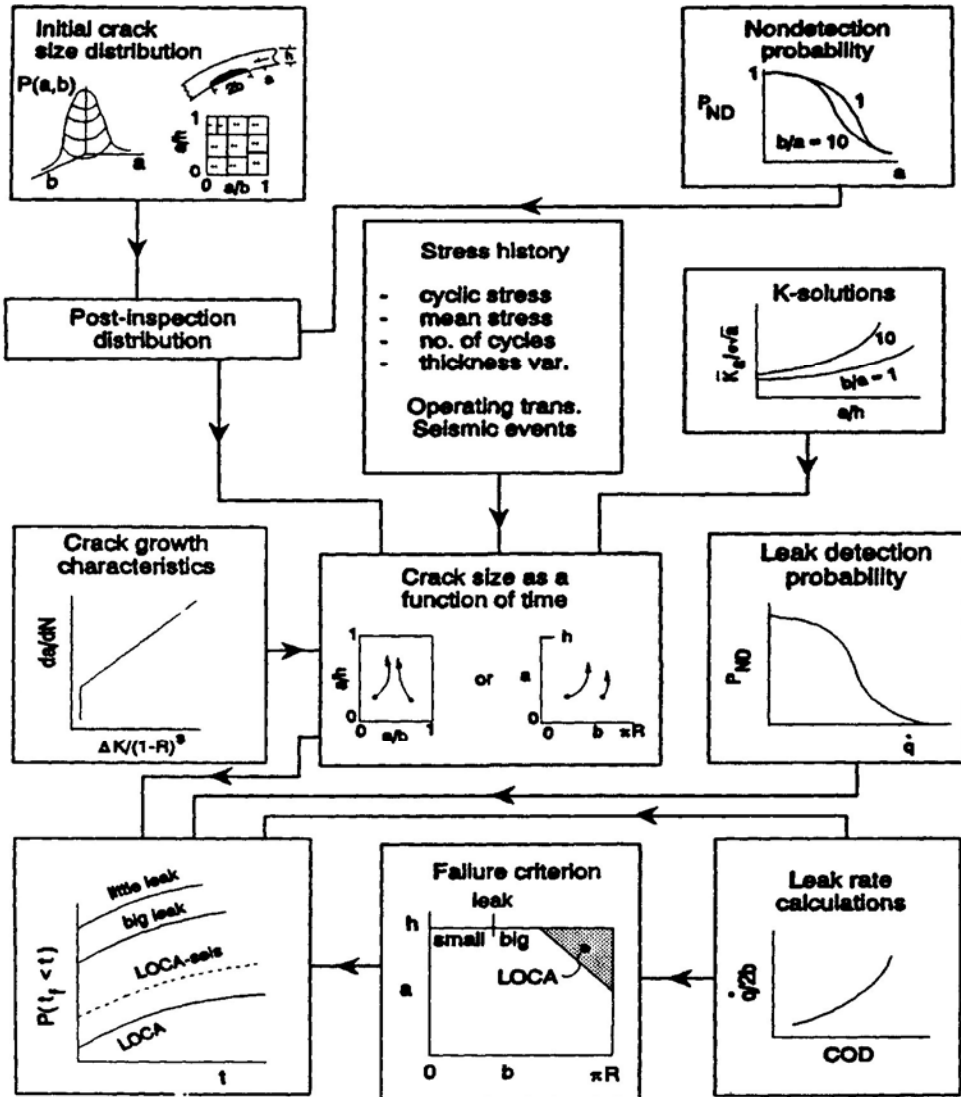 Initial crack
size distribution
P(a,b)
h
2b
a
a
b
1
a/h
0
0 a/b 1
Nondetection
probability
1
P_ND
1
b/a = 10
a
Post-inspection
distribution
Stress history
- cyclic stress
- mean stress
- no. of cycles
- thickness var.
Operating trans.
Seismic events
K-solutions
10
b/a = 1
a/h
Crack growth
characteristics
da/dN
ΔK/(1-R)^s
Crack size as a
function of time
1
a/h
0
0 a/b 1
or
h
a
0
b πR
Leak detection
probability
P_ND
q̇
little leak
big leak
LOCA-seis
LOCA
P(t_f < t)
t
Failure criterion
leak
h
small big
LOCA
a
0 b πR
Leak rate
calculations
q̇/2b
COD